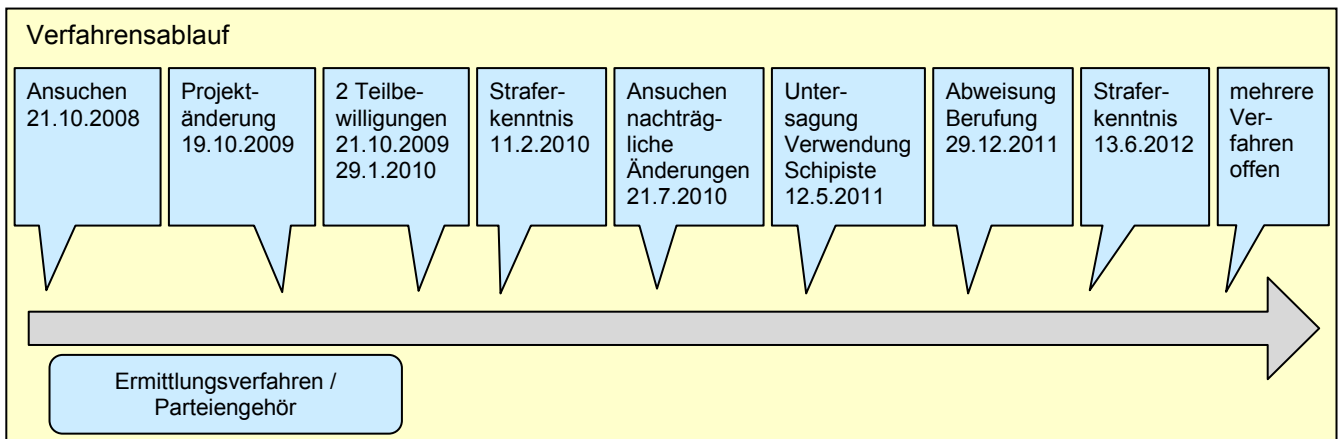 Verfahrensablauf
Ansuchen
21.10.2008
Projekt-
änderung
19.10.2009
2 Teilbe-
willigungen
21.10.2009
29.1.2010
Strafer-
kenntnis
11.2.2010
Ansuchen
nachträg-
liche
Änderungen
21.7.2010
Unter-
sagung
Verwendung
Schipiste
12.5.2011
Abweisung
Berufung
29.12.2011
Strafer-
kenntnis
13.6.2012
mehrere
Ver-
fahren
offen
Ermittlungsverfahren /
Parteiengehör